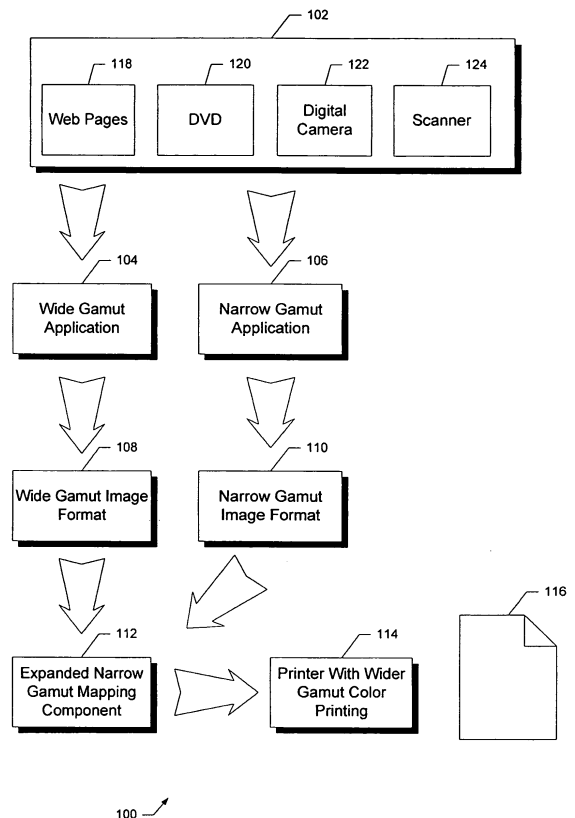 102
118
120
122
124
Web Pages
DVD
Digital
Camera
Scanner
104
106
Wide Gamut
Application
Narrow Gamut
Application
108
110
Wide Gamut Image
Format
Narrow Gamut
Image Format
112
114
116
Expanded Narrow
Gamut Mapping
Component
Printer With Wider
Gamut Color
Printing
100